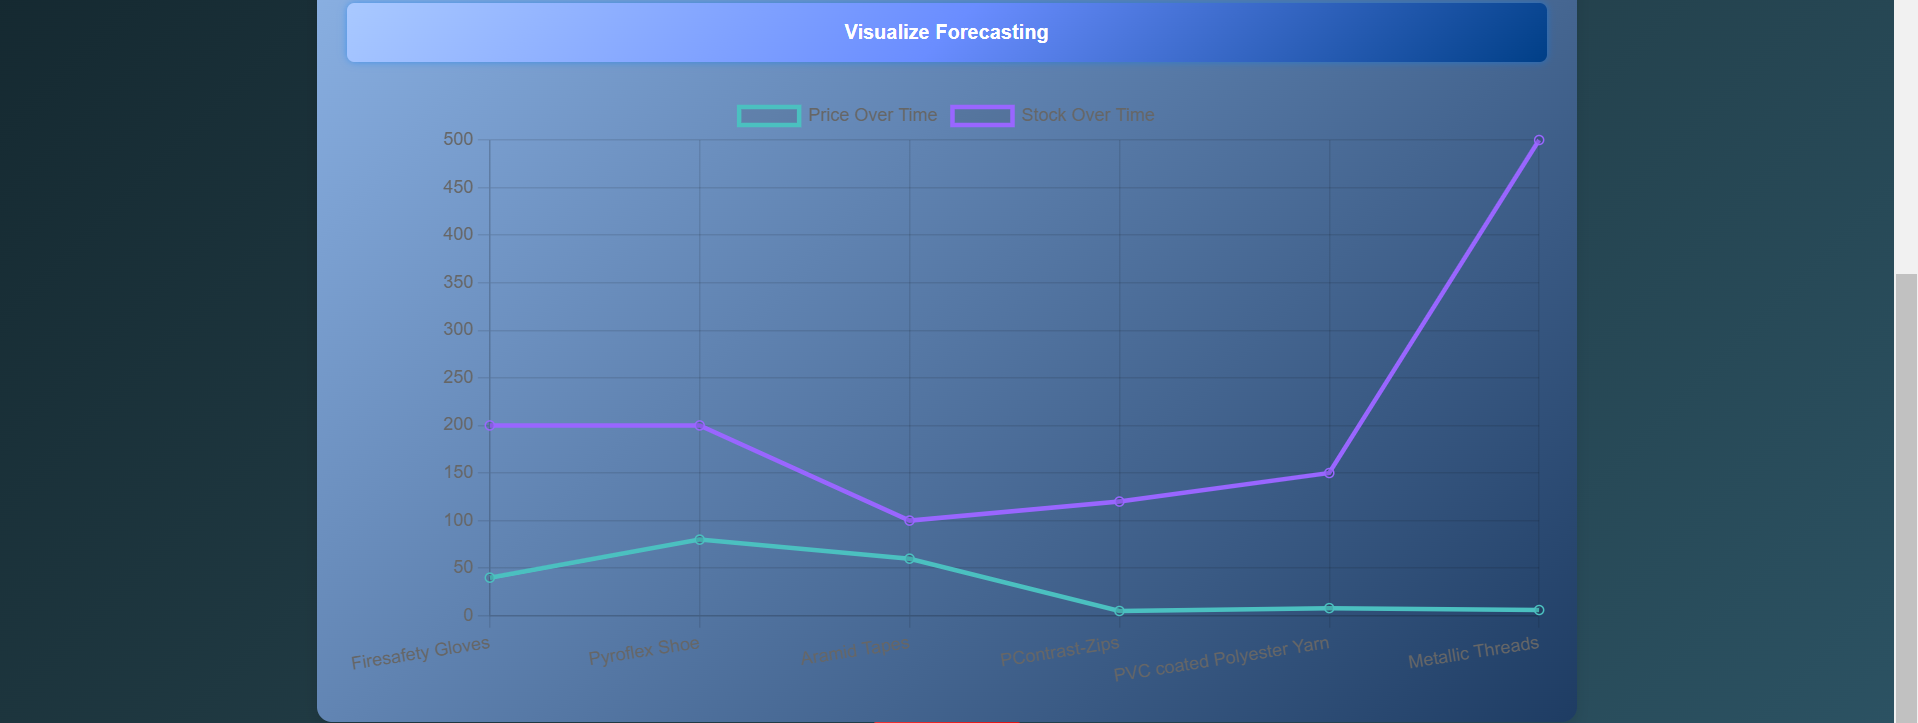 Visualize Forecasting
Price Over Time Stock Over Time
500
450
400
350
300
250
200
150
100
50
0
Firesafety Gloves
Pyroflex Shoe
PContrast-Zips
PVC coated Polyester Yarn
Metallic Threads